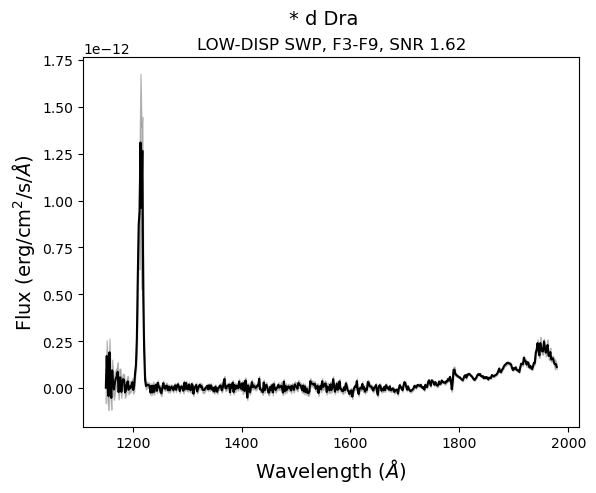 * d Dra
LOW-DISP SWP, F3-F9, SNR 1.62
1e−12
1.75
1.50
1.25
1.00
0.75
0.50
0.25
0.00
Flux (erg/cm²/s/Å)
1200 1400 1600 1800 2000
Wavelength (Å)